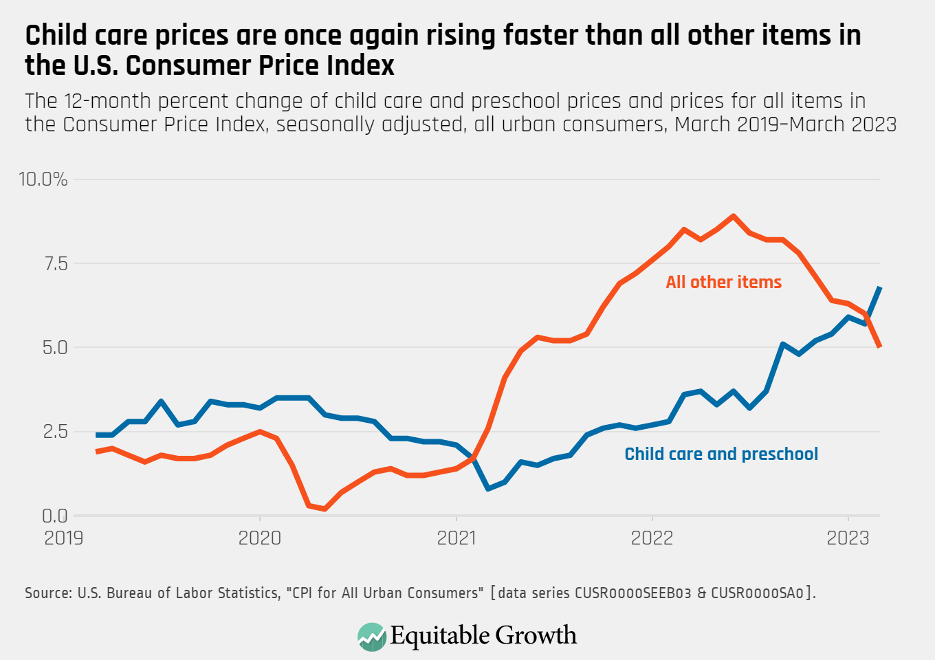 Child care prices are once again rising faster than all other items in
the U.S. Consumer Price Index
The 12-month percent change of child care and preschool prices and prices for all items in
the Consumer Price Index, seasonally adjusted, all urban consumers, March 2019–March 2023
10.0%
7.5
All other items
5.0
2.5
Child care and preschool
0.0
2019 2020 2021 2022 2023
Source: U.S. Bureau of Labor Statistics, "CPI for All Urban Consumers" [data series CUSR0000SEEB03 & CUSR0000SA0].
Equitable Growth